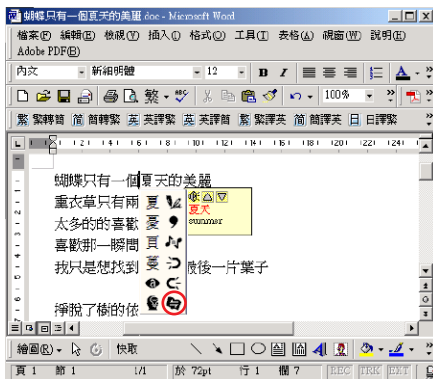 蝴蝶只有一個夏天的美麗.doc - Microsoft Word
檔案(F) 編輯(E) 檢視(V) 插入(I) 格式(O) 工具(T) 表格(A) 視窗(W) 說明(H)
Adobe PDF(B)
內文 新細明體 12 B I A
繁 100%
繁 繁轉簡 簡 簡轉繁 英 英譯繁 英 英譯簡 繁 繁譯英 簡 簡譯英 日 日譯繁
蝴蝶只有一個夏天的美麗
薰衣草只有兩
太多的的喜歡
喜歡那一瞬間
我只是想找到 最後一片葉子
掙脫了樹的依
夏天
summer
繪圖(R) 快取
頁 1 節 1 1/1 於 72pt 行 1 欄 7 REC TRK EXT